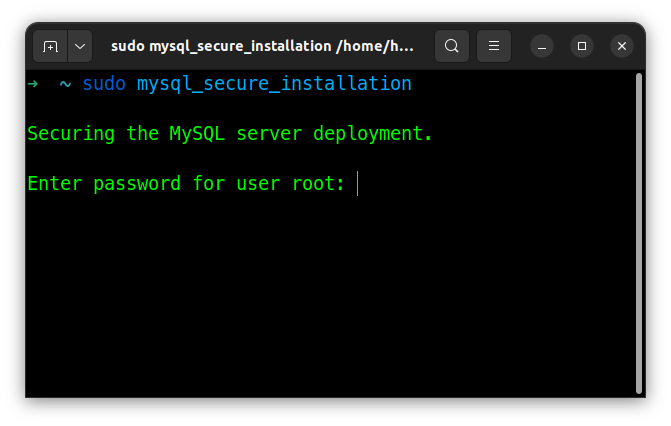 sudo mysql_secure_installation /home/h...
➜ ~ sudo mysql_secure_installation
Securing the MySQL server deployment.
Enter password for user root: